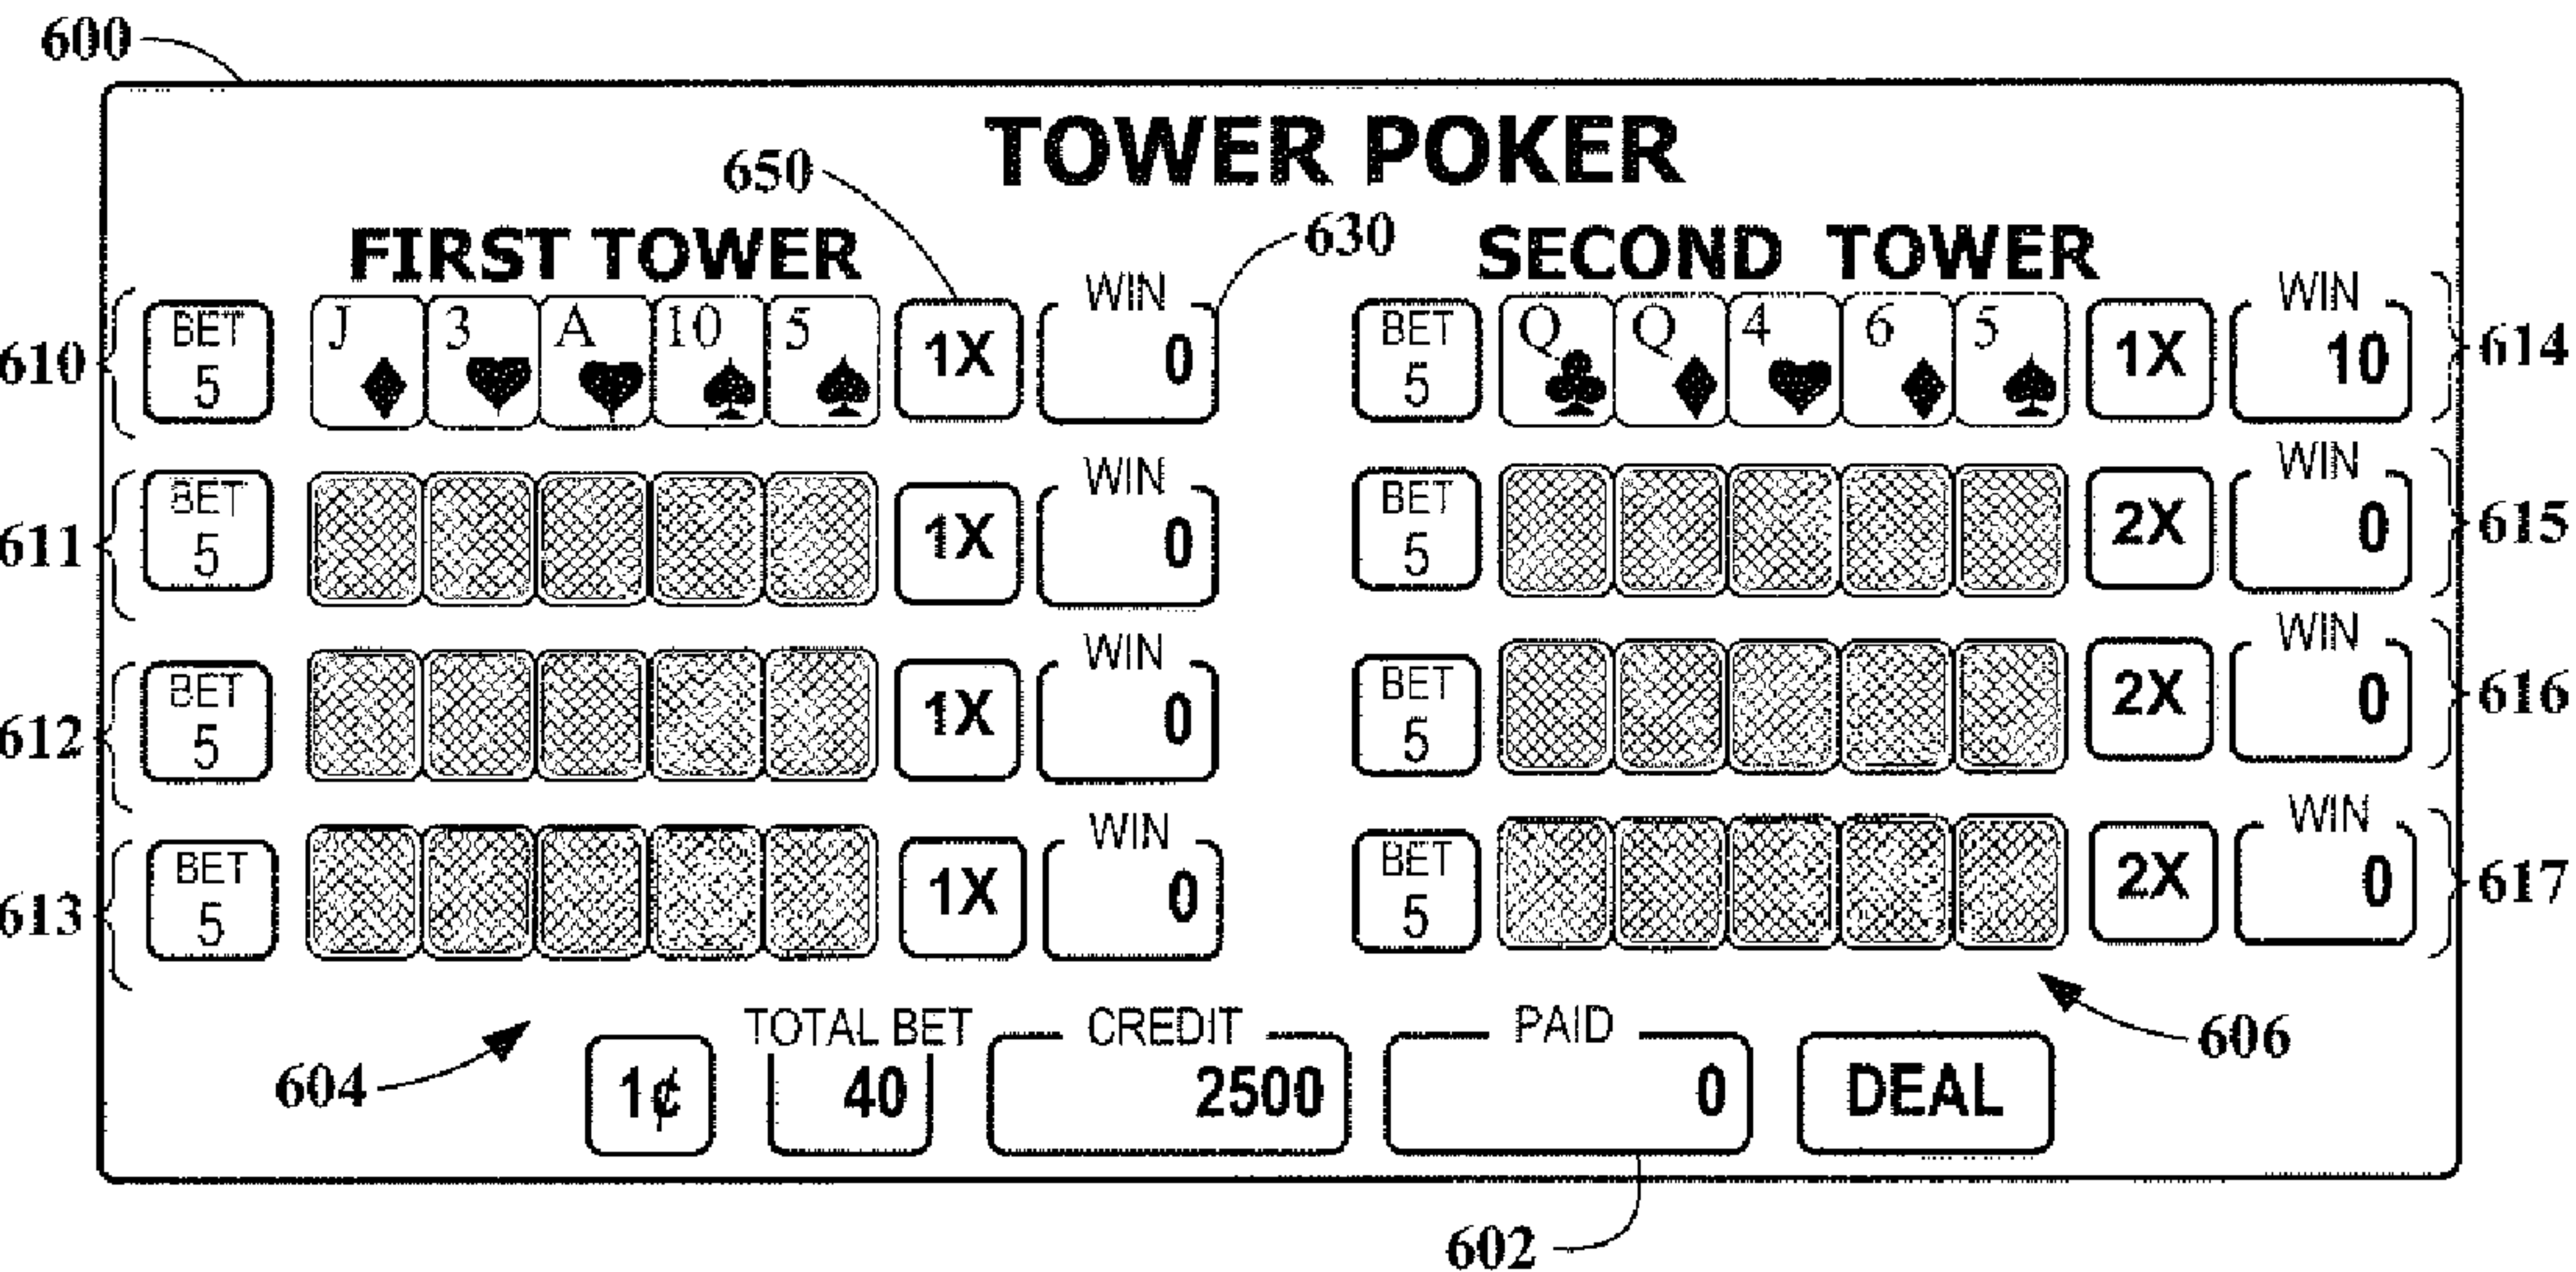 600
TOWER POKER
650
630
FIRST TOWER
SECOND TOWER
610
BET
5
J
3
A
10
5
1X
WIN
0
BET
5
Q
Q
4
6
5
1X
WIN
10
614
611
BET
5
1X
WIN
0
BET
5
2X
WIN
0
615
612
BET
5
1X
WIN
0
BET
5
2X
WIN
0
616
613
BET
5
1X
WIN
0
BET
5
2X
WIN
0
617
604
1¢
TOTAL BET
40
CREDIT
2500
PAID
0
DEAL
606
602